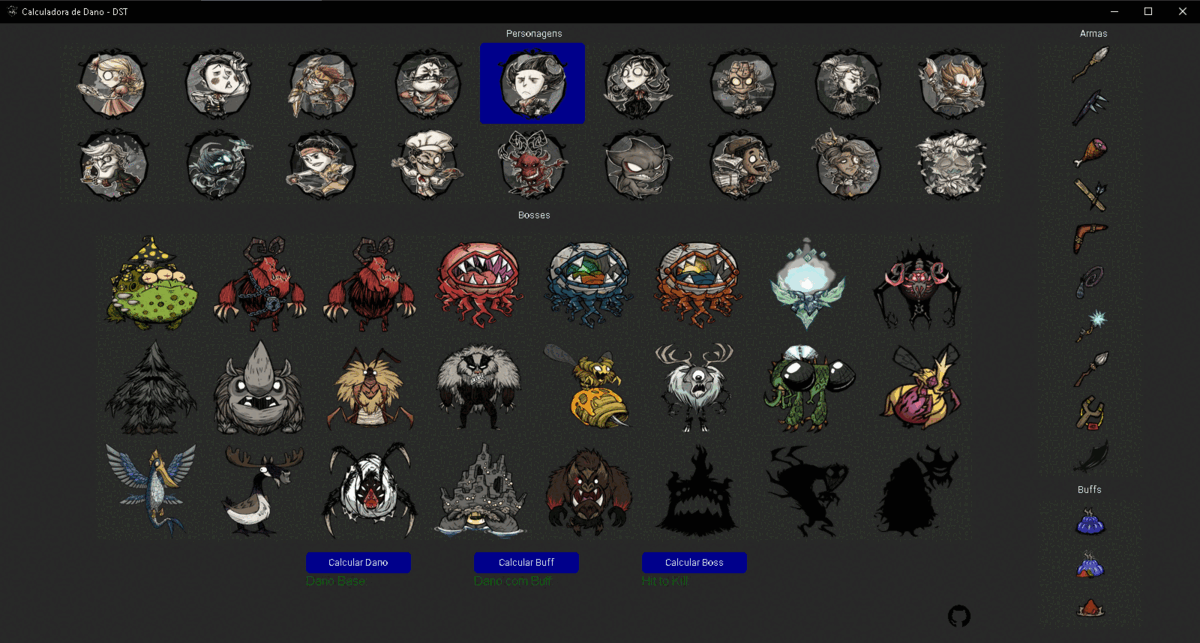 Calculadora de Dano - DST
Personagens
Armas
Bosses
Buffs
Calcular Dano
Calcular Buff
Calcular Boss
Dano Base
Dano com Buff
Hit to Kill